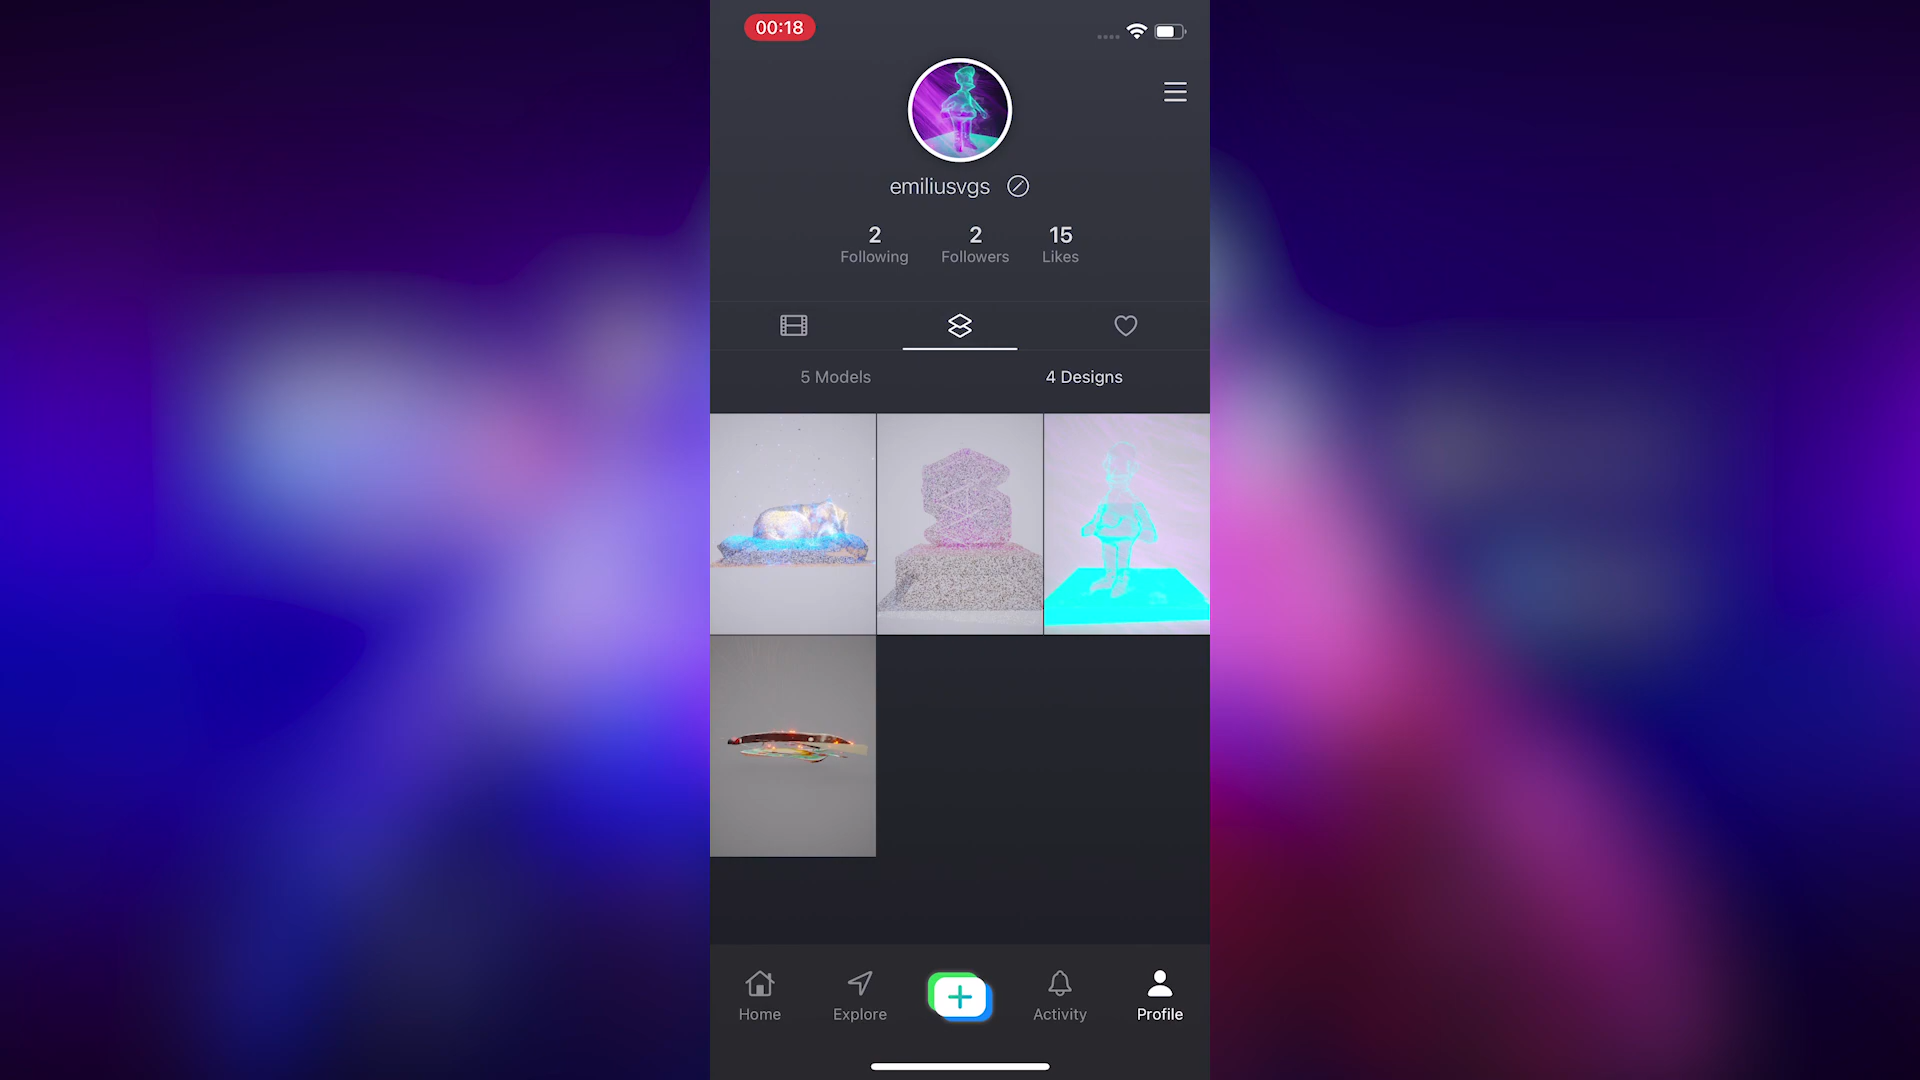 00:18
emiliusvgs
2 2 15
Following Followers Likes
5 Models 4 Designs
Home Explore Activity Profile